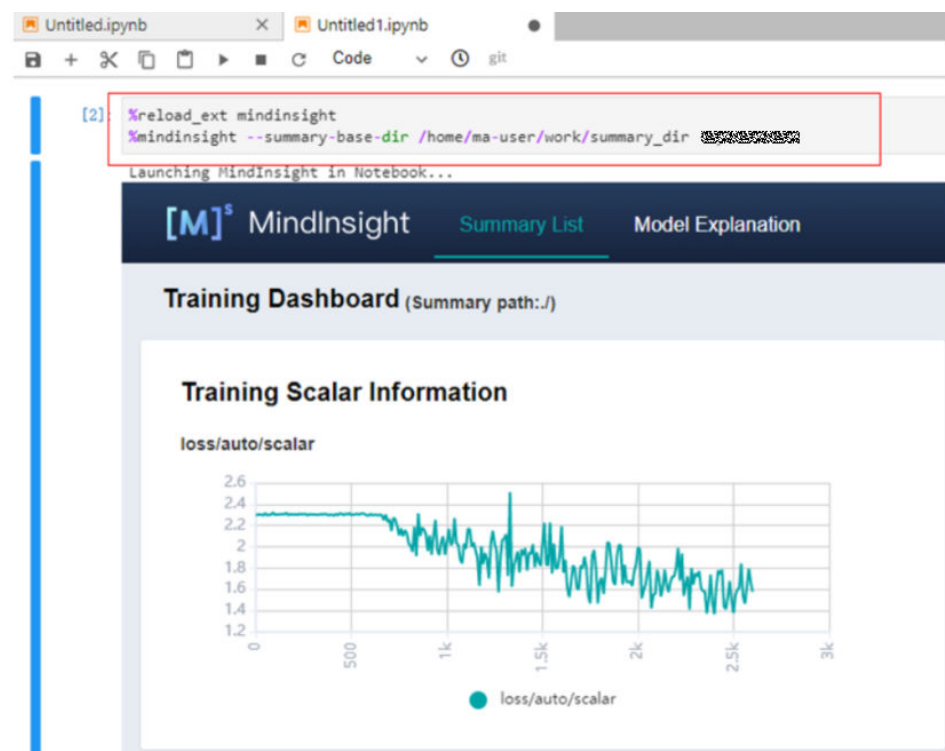 Untitled.ipynb
Untitled1.ipynb
Code
git
[2]:
%reload_ext mindinsight
%mindinsight --summary-base-dir /home/ma-user/work/summary_dir
Launching MindInsight in Notebook...
[M]s MindInsight
Summary List
Model Explanation
Training Dashboard (Summary path:./)
Training Scalar Information
loss/auto/scalar
2.6
2.4
2.2
2
1.8
1.6
1.4
1.2
0
500
1k
1.5k
2k
2.5k
3k
loss/auto/scalar